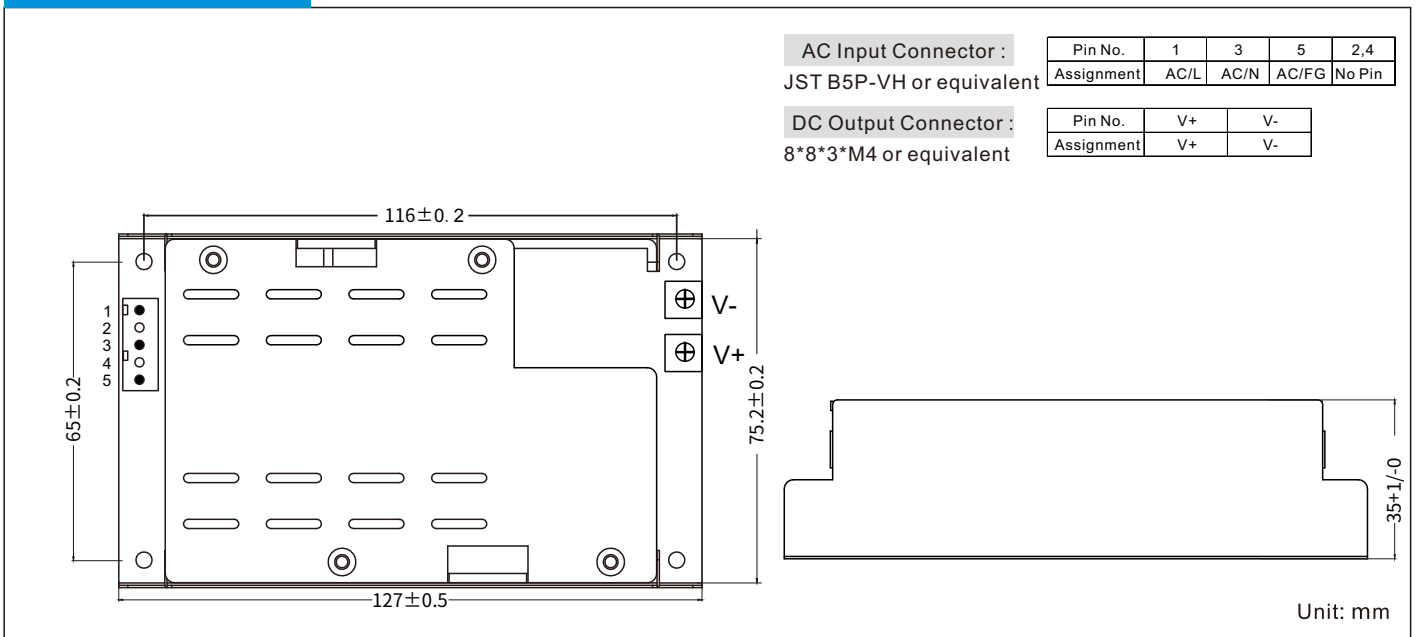 AC Input Connector :
JST B5P-VH or equivalent
Pin No. 1 3 5 2,4
Assignment AC/L AC/N AC/FG No Pin
DC Output Connector :
8*8*3*M4 or equivalent
Pin No. V+ V-
Assignment V+ V-
116±0.2
1
2
3
4
5
V-
V+
65±0.2
75.2±0.2
127±0.5
35+1/-0
Unit: mm